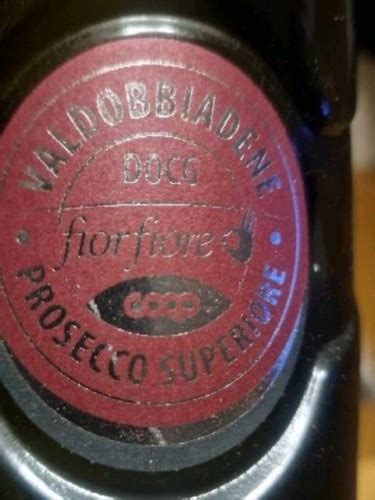 VALDOBBIADENE
DOCG
fiorfiore
coop
PROSECCO SUPERIORE